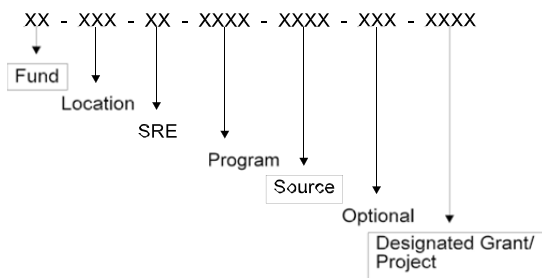 XX - XXX - XX - XXXX - XXXX - XXX - XXXX
Fund
Location
SRE
Program
Source
Optional
Designated Grant/
Project